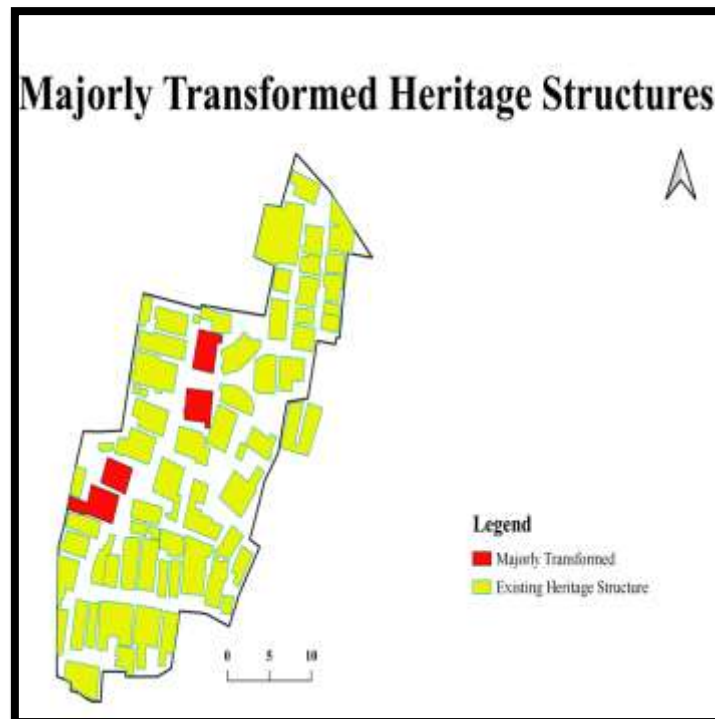 Majorly Transformed Heritage Structures
Legend
Majorly Transformed
Existing Heritage Structure
0 5 10